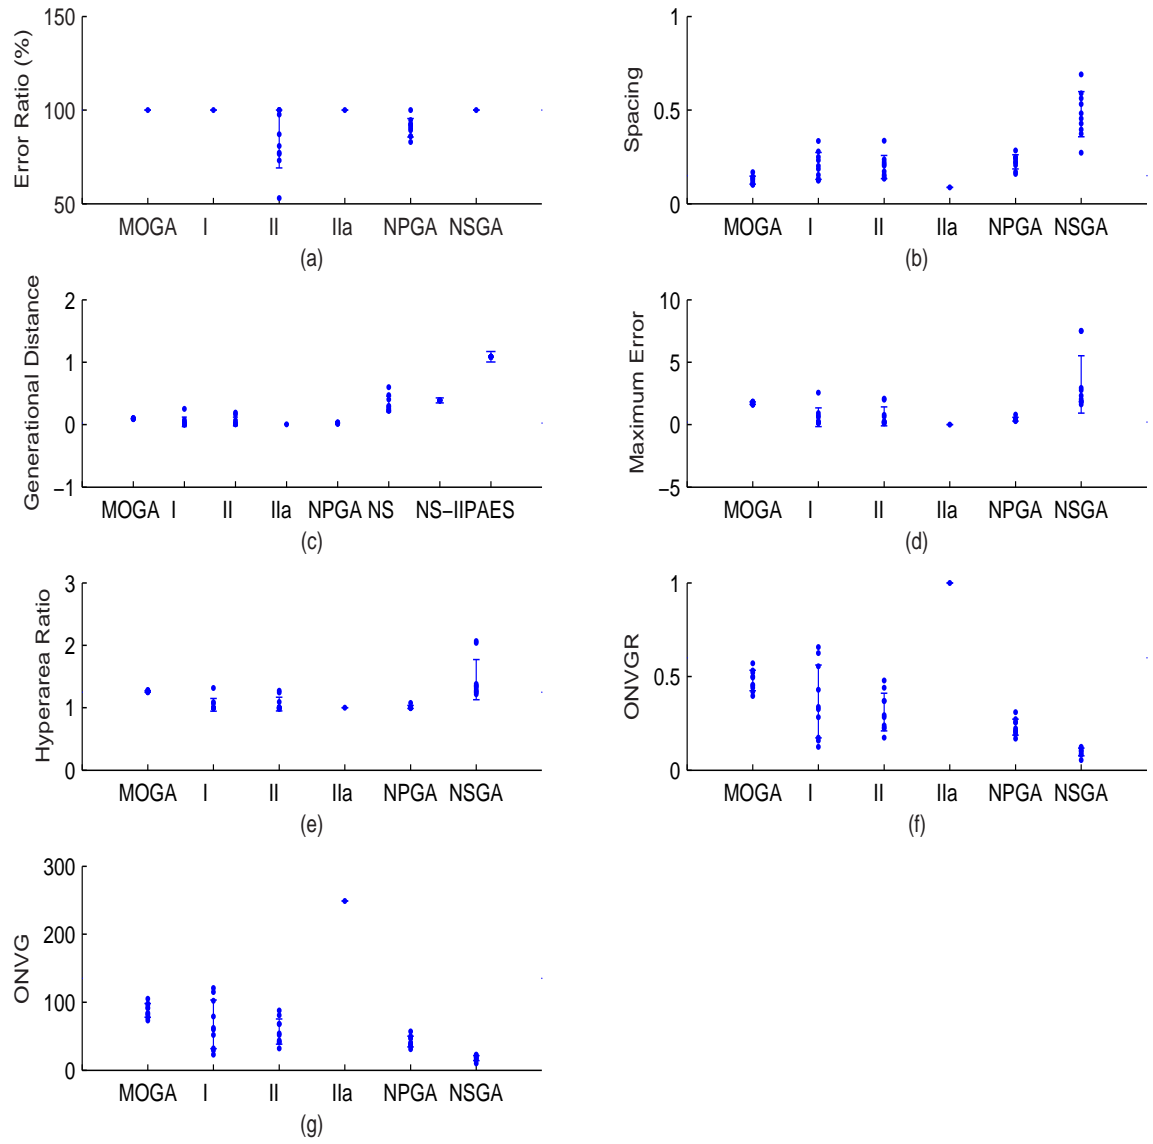 150
100
50
Error Ratio (%)
MOGA I II IIa NPGA NSGA
(a)
1
0.5
0
Spacing
MOGA I II IIa NPGA NSGA
(b)
2
1
0
−1
Generational Distance
MOGA I II IIa NPGA NS NS−IIPAES
(c)
10
5
0
−5
Maximum Error
MOGA I II IIa NPGA NSGA
(d)
3
2
1
0
Hyperarea Ratio
MOGA I II IIa NPGA NSGA
(e)
1
0.5
0
ONVGR
MOGA I II IIa NPGA NSGA
(f)
300
200
100
0
ONVG
MOGA I II IIa NPGA NSGA
(g)